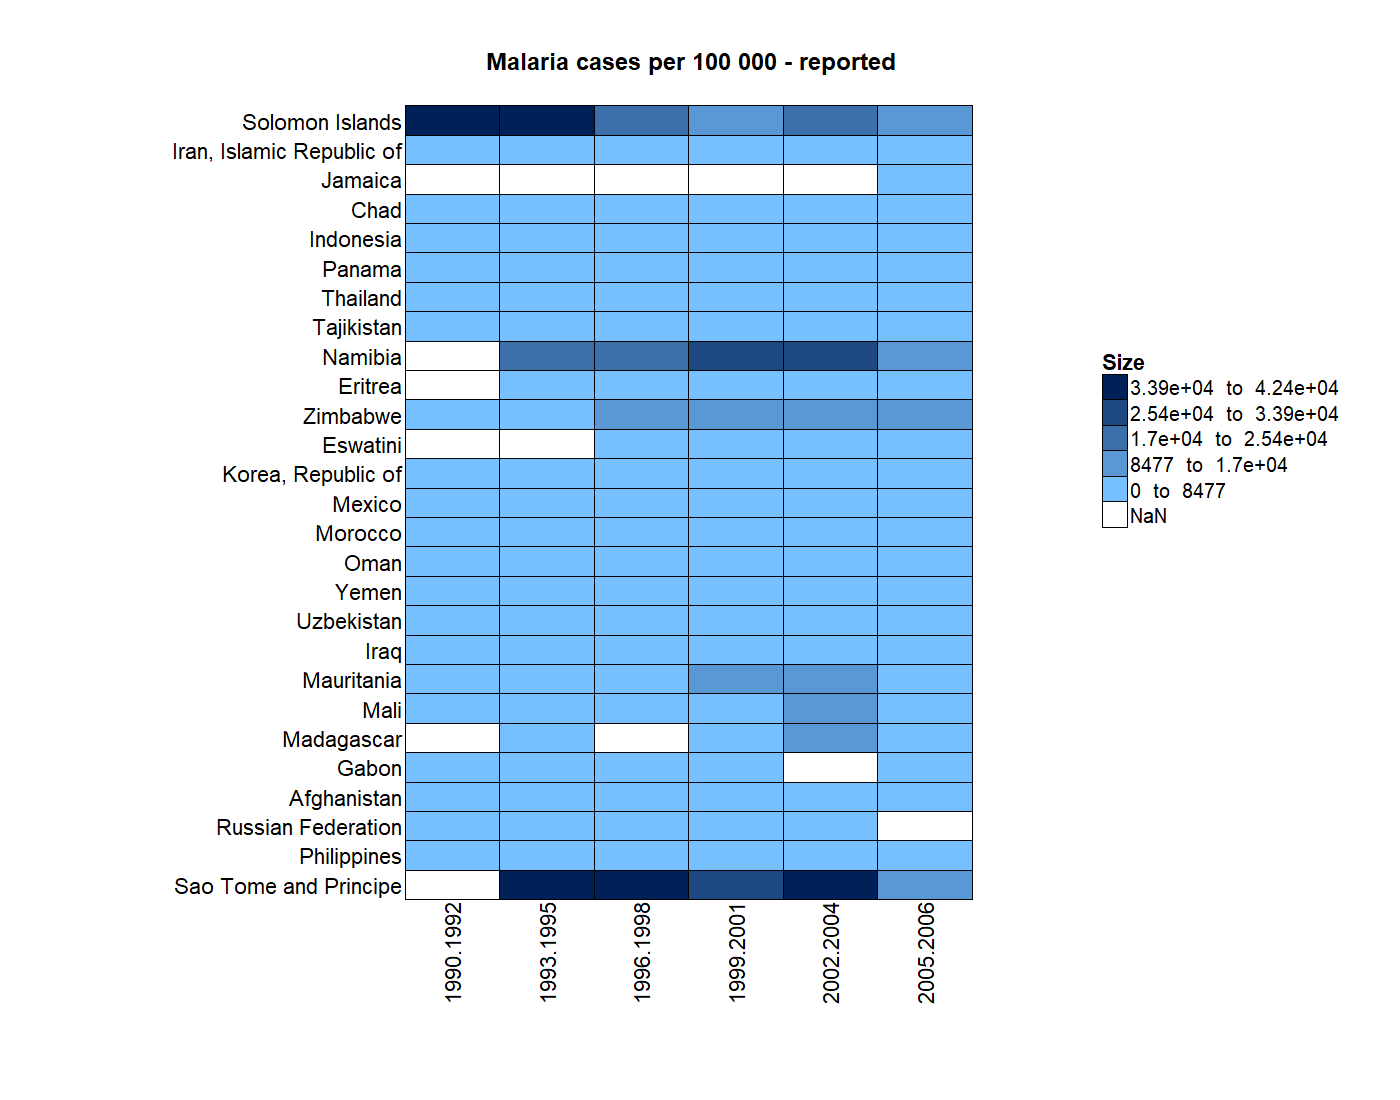 Malaria cases per 100 000 - reported
Solomon Islands
Iran, Islamic Republic of
Jamaica
Chad
Indonesia
Panama
Thailand
Tajikistan
Namibia
Eritrea
Zimbabwe
Eswatini
Korea, Republic of
Mexico
Morocco
Oman
Yemen
Uzbekistan
Iraq
Mauritania
Mali
Madagascar
Gabon
Afghanistan
Russian Federation
Philippines
Sao Tome and Principe
1990.1992
1993.1995
1996.1998
1999.2001
2002.2004
2005.2006
Size
3.39e+04 to 4.24e+04
2.54e+04 to 3.39e+04
1.7e+04 to 2.54e+04
8477 to 1.7e+04
0 to 8477
NaN